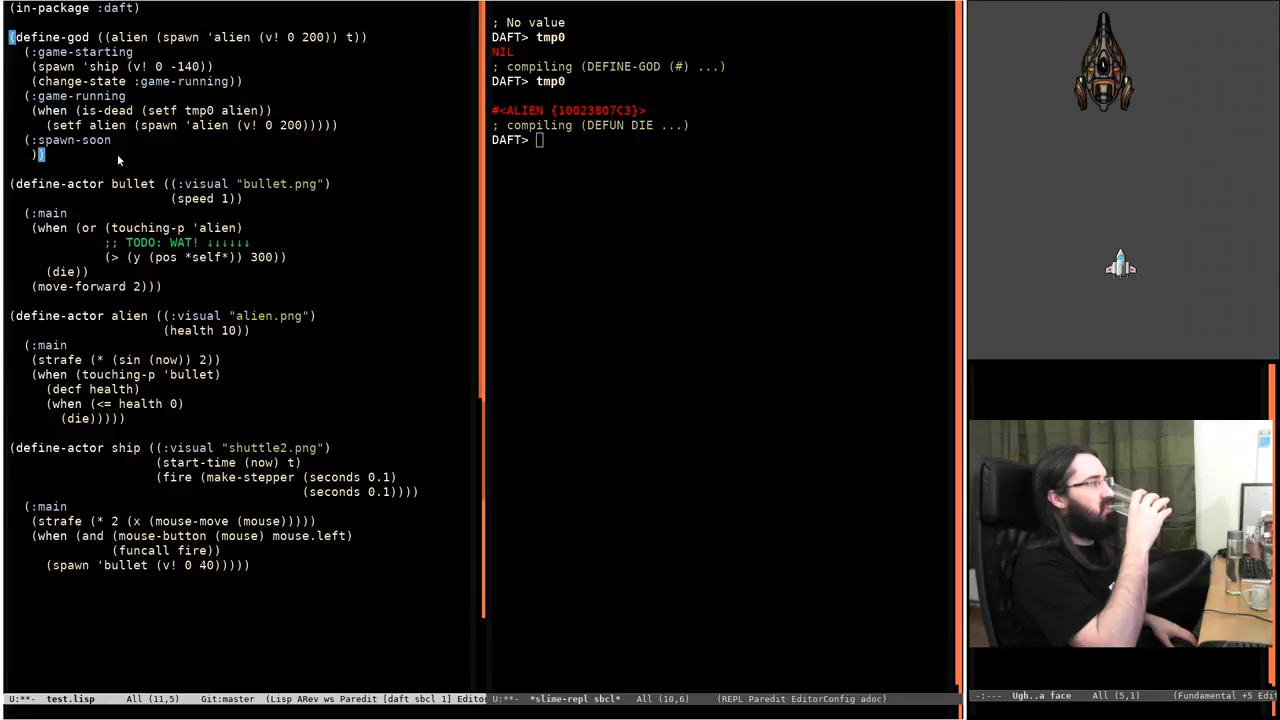 (in-package :daft)
(define-god ((alien (spawn 'alien (v! 0 200)) t))
(:game-starting
(spawn 'ship (v! 0 -140))
(change-state :game-running))
(:game-running
(when (is-dead (setf tmp0 alien))
(setf alien (spawn 'alien (v! 0 200)))))
(:spawn-soon
))
(define-actor bullet ((:visual "bullet.png")
(speed 1))
(:main
(when (or (touching-p 'alien)
;; TODO: WAT! ↓↓↓↓↓↓
(> (y (pos *self*)) 300))
(die))
(move-forward 2)))
(define-actor alien ((:visual "alien.png")
(health 10))
(:main
(strafe (* (sin (now)) 2))
(when (touching-p 'bullet)
(decf health)
(when (<= health 0)
(die)))))
(define-actor ship ((:visual "shuttle2.png")
(start-time (now) t)
(fire (make-stepper (seconds 0.1)
(seconds 0.1))))
(:main
(strafe (* 2 (x (mouse-move (mouse)))))
(when (and (mouse-button (mouse) mouse.left)
(funcall fire))
(spawn 'bullet (v! 0 40)))))
U:**- test.lisp All (11,5) Git:master (Lisp ARev ws Paredit [daft sbcl 1] Editor
; No value
DAFT> tmp0
NIL
; compiling (DEFINE-GOD (#) ...)
DAFT> tmp0
#<ALIEN {10023807C3}>
; compiling (DEFUN DIE ...)
DAFT>
U:**- *slime-repl sbcl* All (10,6) (REPL Paredit EditorConfig adoc)
-:--- Ugh..a face All (5,1) (Fundamental +5 Edit